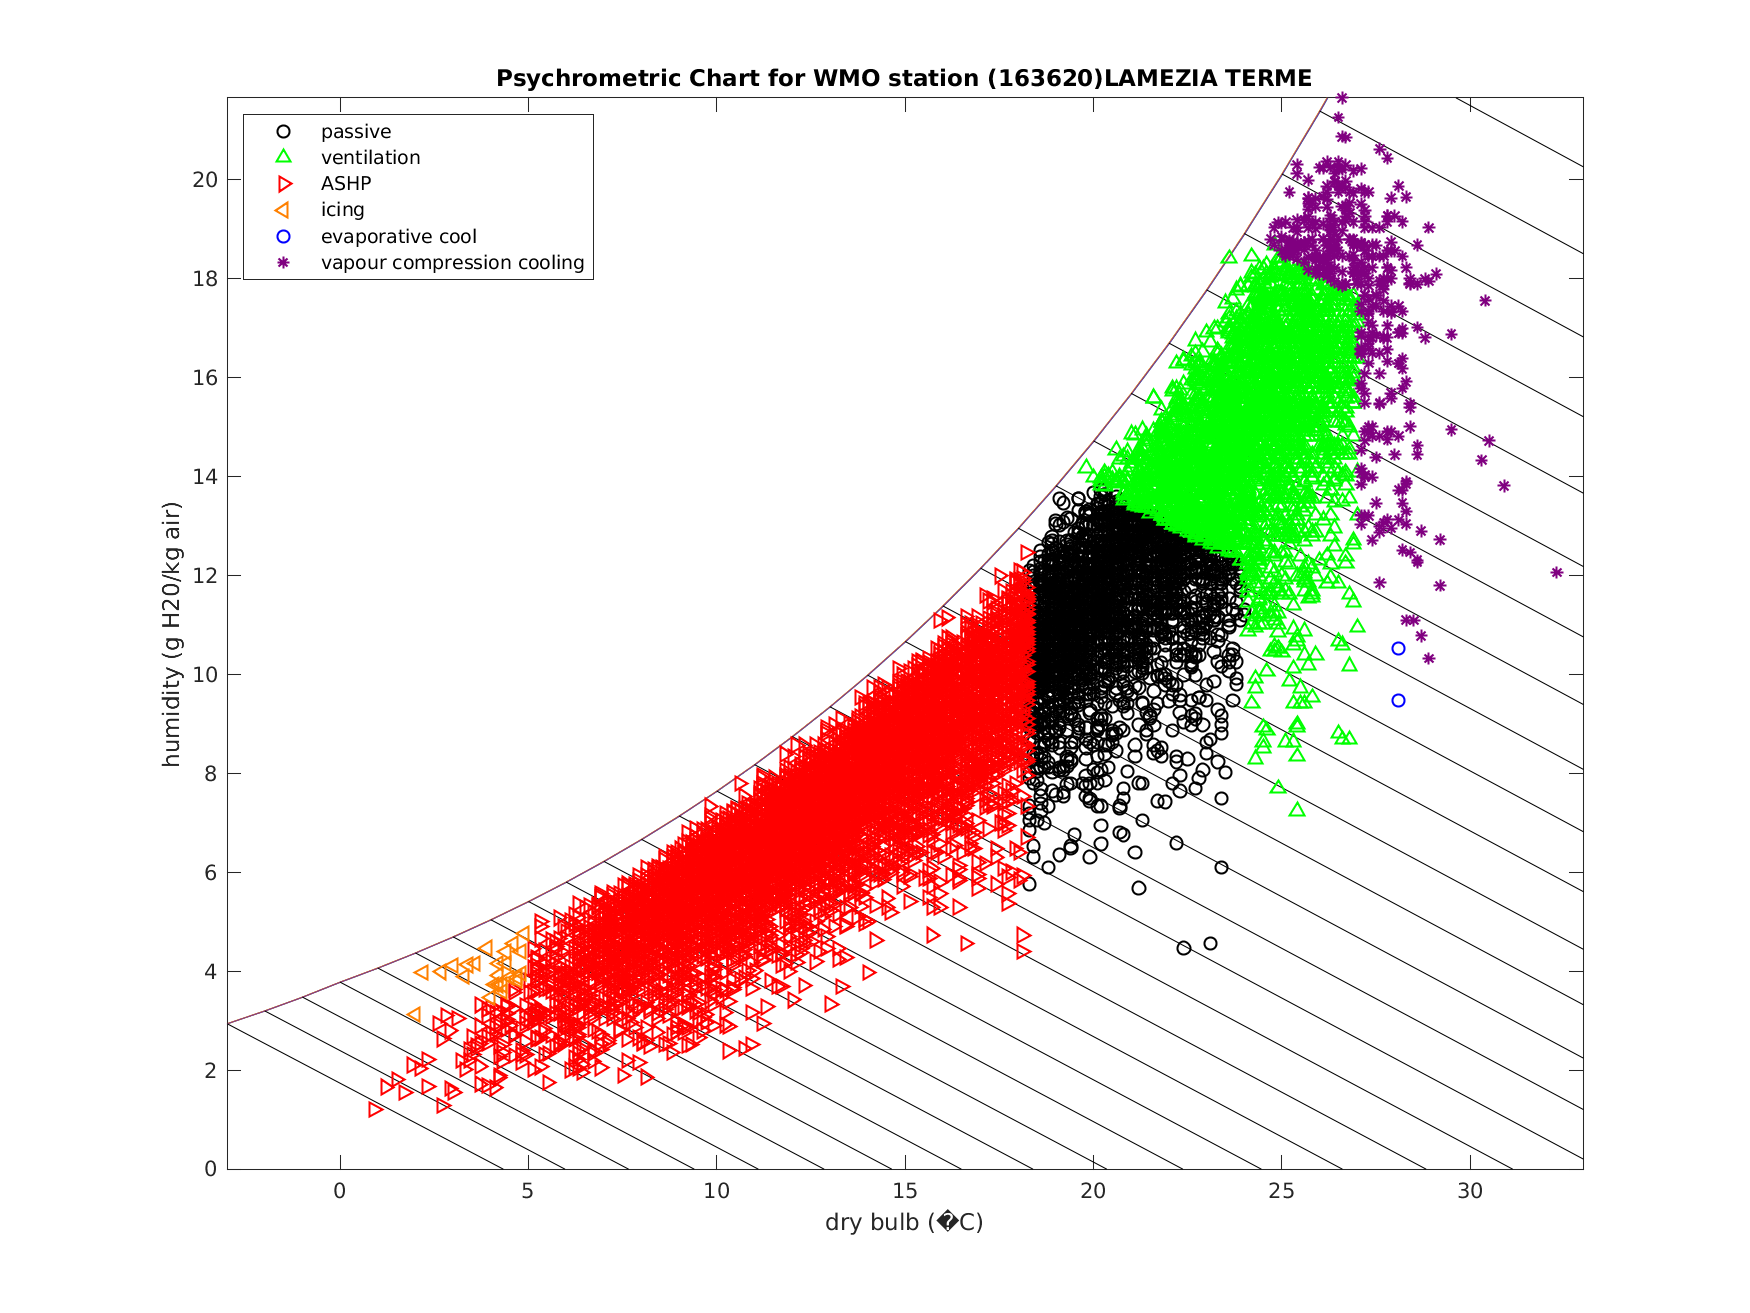 Psychrometric Chart for WMO station (163620)LAMEZIA TERME
passive
ventilation
ASHP
icing
evaporative cool
vapour compression cooling
humidity (g H20/kg air)
20
18
16
14
12
10
8
6
4
2
0
0 5 10 15 20 25 30
dry bulb (�C)